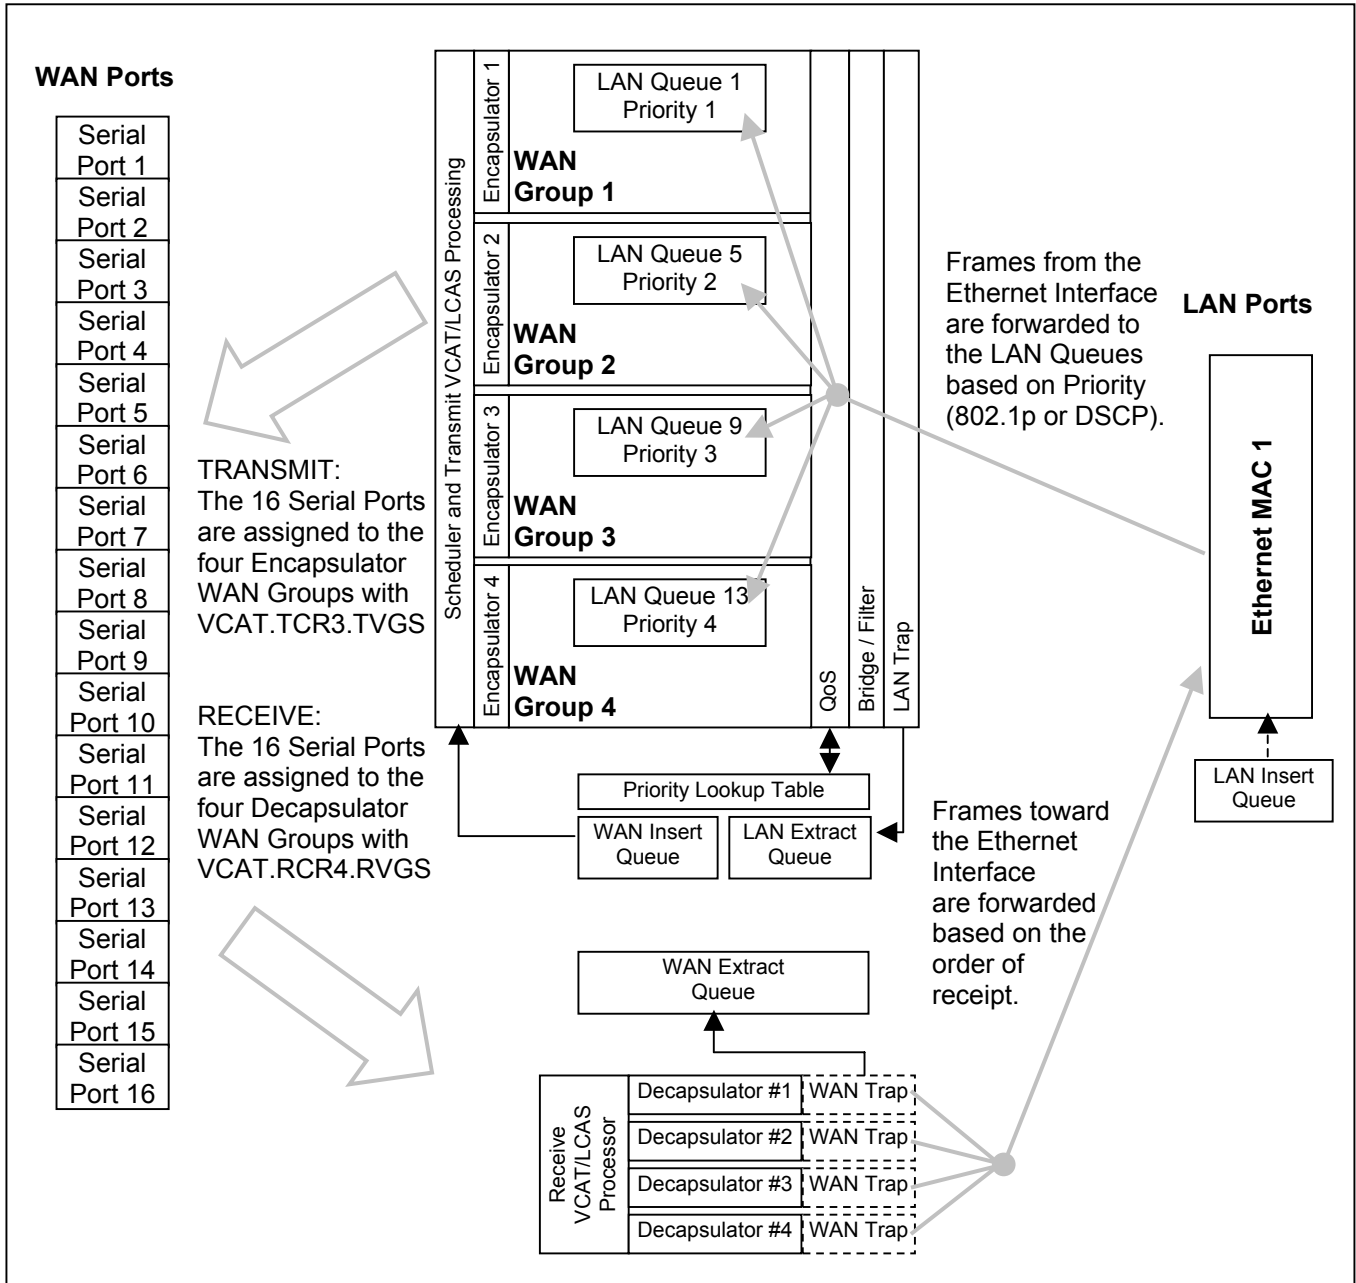 WAN Ports
Serial
Port 1
Serial
Port 2
Serial
Port 3
Serial
Port 4
Serial
Port 5
Serial
Port 6
Serial
Port 7
Serial
Port 8
Serial
Port 9
Serial
Port 10
Serial
Port 11
Serial
Port 12
Serial
Port 13
Serial
Port 14
Serial
Port 15
Serial
Port 16
TRANSMIT:
The 16 Serial Ports
are assigned to the
four Encapsulator
WAN Groups with
VCAT.TCR3.TVGS
RECEIVE:
The 16 Serial Ports
are assigned to the
four Decapsulator
WAN Groups with
VCAT.RCR4.RVGS
Scheduler and Transmit VCAT/LCAS Processing
Encapsulator 1
LAN Queue 1
Priority 1
WAN
Group 1
Encapsulator 2
LAN Queue 5
Priority 2
WAN
Group 2
Encapsulator 3
LAN Queue 9
Priority 3
WAN
Group 3
Encapsulator 4
LAN Queue 13
Priority 4
WAN
Group 4
QoS
Bridge / Filter
LAN Trap
Priority Lookup Table
WAN Insert
Queue
LAN Extract
Queue
Frames from the
Ethernet Interface
are forwarded to
the LAN Queues
based on Priority
(802.1p or DSCP).
LAN Ports
Ethernet MAC 1
LAN Insert
Queue
Frames toward
the Ethernet
Interface
are forwarded
based on the
order of
receipt.
WAN Extract
Queue
Receive
VCAT/LCAS
Processor
Decapsulator #1
WAN Trap
Decapsulator #2
WAN Trap
Decapsulator #3
WAN Trap
Decapsulator #4
WAN Trap